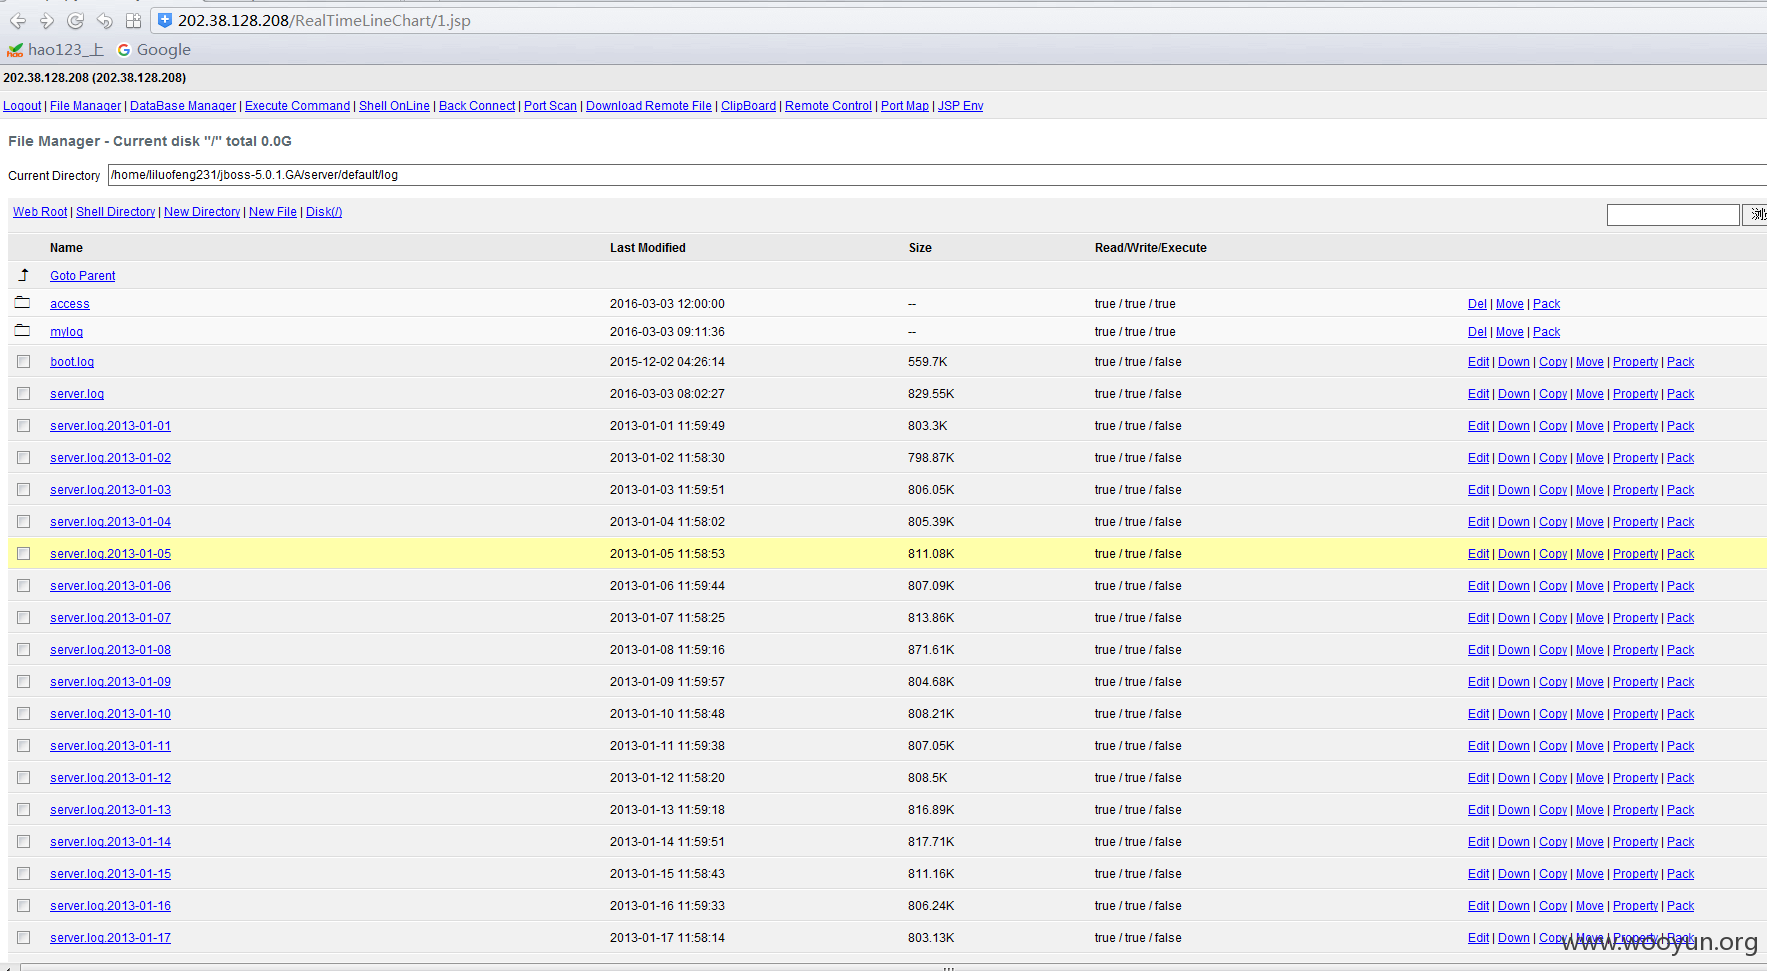 202.38.128.208/RealTimeLineChart/1.jsp
hao123_上 Google
202.38.128.208 (202.38.128.208)
Logout | File Manager | DataBase Manager | Execute Command | Shell OnLine | Back Connect | Port Scan | Download Remote File | ClipBoard | Remote Control | Port Map | JSP Env
File Manager - Current disk "/" total 0.0G
Current Directory /home/liluofeng231/jboss-5.0.1.GA/server/default/log
Web Root | Shell Directory | New Directory | New File | Disk(/)
Name Last Modified Size Read/Write/Execute
Goto Parent
access 2016-03-03 12:00:00 -- true / true / true Del | Move | Pack
mylog 2016-03-03 09:11:36 -- true / true / true Del | Move | Pack
boot.log 2015-12-02 04:26:14 559.7K true / true / false Edit | Down | Copy | Move | Property | Pack
server.log 2016-03-03 08:02:27 829.55K true / true / false Edit | Down | Copy | Move | Property | Pack
server.log.2013-01-01 2013-01-01 11:59:49 803.3K true / true / false Edit | Down | Copy | Move | Property | Pack
server.log.2013-01-02 2013-01-02 11:58:30 798.87K true / true / false Edit | Down | Copy | Move | Property | Pack
server.log.2013-01-03 2013-01-03 11:59:51 806.05K true / true / false Edit | Down | Copy | Move | Property | Pack
server.log.2013-01-04 2013-01-04 11:58:02 805.39K true / true / false Edit | Down | Copy | Move | Property | Pack
server.log.2013-01-05 2013-01-05 11:58:53 811.08K true / true / false Edit | Down | Copy | Move | Property | Pack
server.log.2013-01-06 2013-01-06 11:59:44 807.09K true / true / false Edit | Down | Copy | Move | Property | Pack
server.log.2013-01-07 2013-01-07 11:58:25 813.86K true / true / false Edit | Down | Copy | Move | Property | Pack
server.log.2013-01-08 2013-01-08 11:59:16 871.61K true / true / false Edit | Down | Copy | Move | Property | Pack
server.log.2013-01-09 2013-01-09 11:59:57 804.68K true / true / false Edit | Down | Copy | Move | Property | Pack
server.log.2013-01-10 2013-01-10 11:58:48 808.21K true / true / false Edit | Down | Copy | Move | Property | Pack
server.log.2013-01-11 2013-01-11 11:59:38 807.05K true / true / false Edit | Down | Copy | Move | Property | Pack
server.log.2013-01-12 2013-01-12 11:58:20 808.5K true / true / false Edit | Down | Copy | Move | Property | Pack
server.log.2013-01-13 2013-01-13 11:59:18 816.89K true / true / false Edit | Down | Copy | Move | Property | Pack
server.log.2013-01-14 2013-01-14 11:59:51 817.71K true / true / false Edit | Down | Copy | Move | Property | Pack
server.log.2013-01-15 2013-01-15 11:58:43 811.16K true / true / false Edit | Down | Copy | Move | Property | Pack
server.log.2013-01-16 2013-01-16 11:59:33 806.24K true / true / false Edit | Down | Copy | Move | Property | Pack
server.log.2013-01-17 2013-01-17 11:58:14 803.13K true / true / false Edit | Down | Copy | Move | Property | Pack
www.wooyun.org